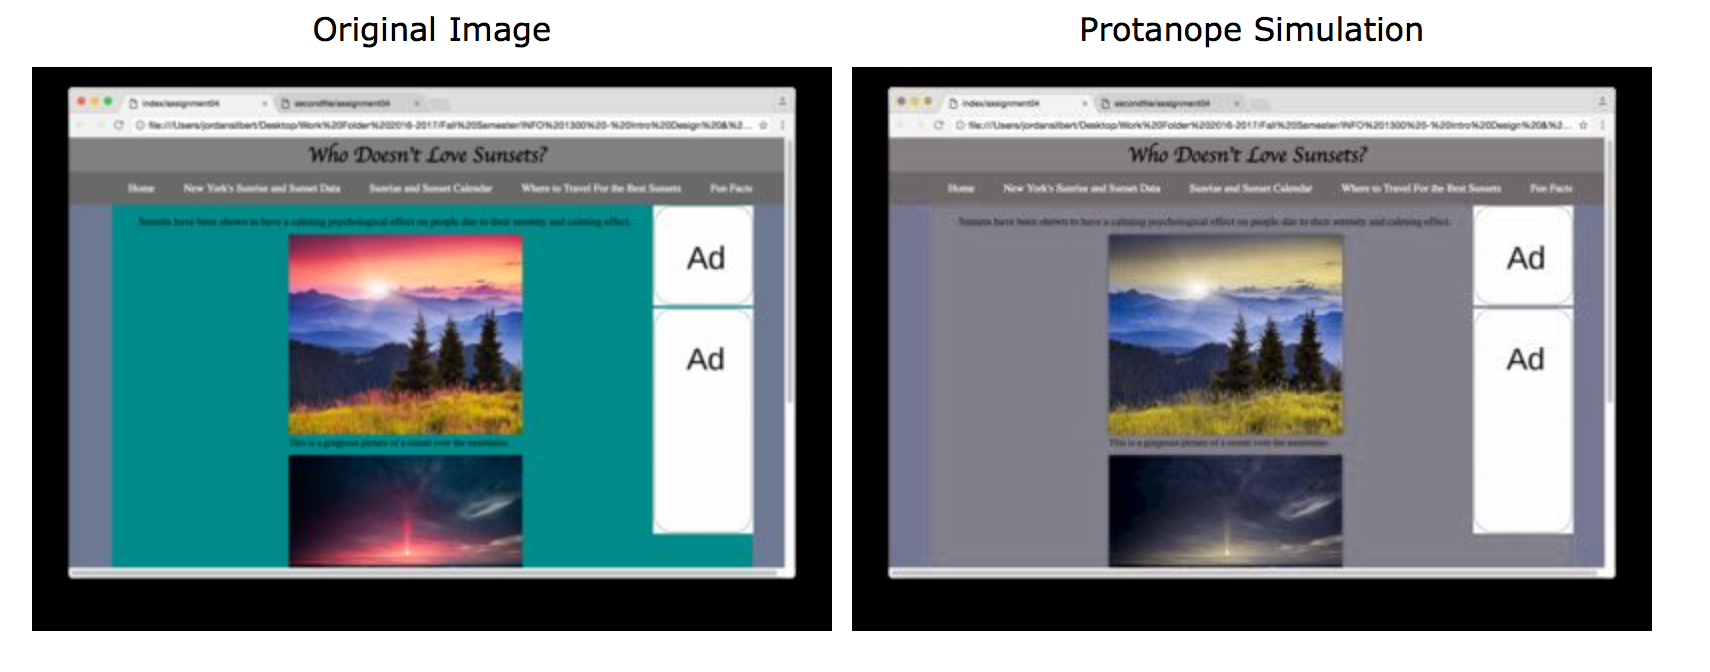 Original Image
Protanope Simulation
index/assignment04
secondfile/assignment04
file:///Users/jordansilbert/Desktop/Work%20Folder%202016-2017/Fall%20Semester/INFO%201300%20-%20Intro%20Design%20&%2...
Who Doesn't Love Sunsets?
Home New York's Sunrise and Sunset Data Sunrise and Sunset Calendar Where to Travel For the Best Sunsets Fun Facts
Sunsets have been shown to have a calming psychological effect on people due to their serenity and calming effect.
Ad
Ad
This is a gorgeous picture of a sunset over the mountains.
index/assignment04
secondfile/assignment04
file:///Users/jordansilbert/Desktop/Work%20Folder%202016-2017/Fall%20Semester/INFO%201300%20-%20Intro%20Design%20&%2...
Who Doesn't Love Sunsets?
Home New York's Sunrise and Sunset Data Sunrise and Sunset Calendar Where to Travel For the Best Sunsets Fun Facts
Sunsets have been shown to have a calming psychological effect on people due to their serenity and calming effect.
Ad
Ad
This is a gorgeous picture of a sunset over the mountains.